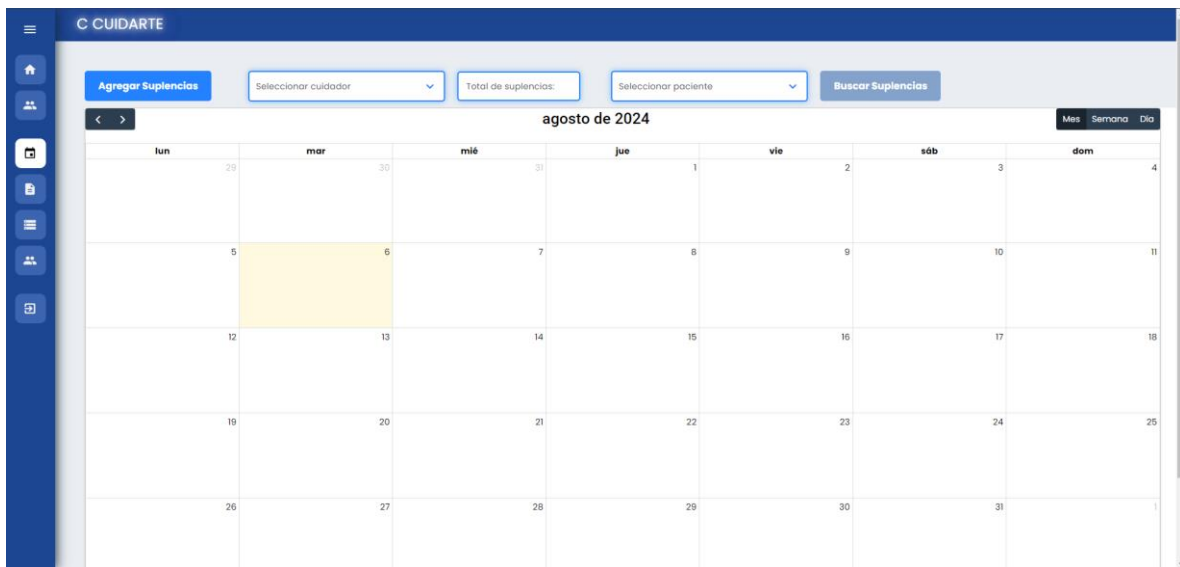 C CUIDARTE
Agregar Suplencias Seleccionar cuidador Total de suplencias: Seleccionar paciente Buscar Suplencias
agosto de 2024 Mes Semana Día
lun mar mié jue vie sáb dom
29 30 31 1 2 3 4
5 6 7 8 9 10 11
12 13 14 15 16 17 18
19 20 21 22 23 24 25
26 27 28 29 30 31 1